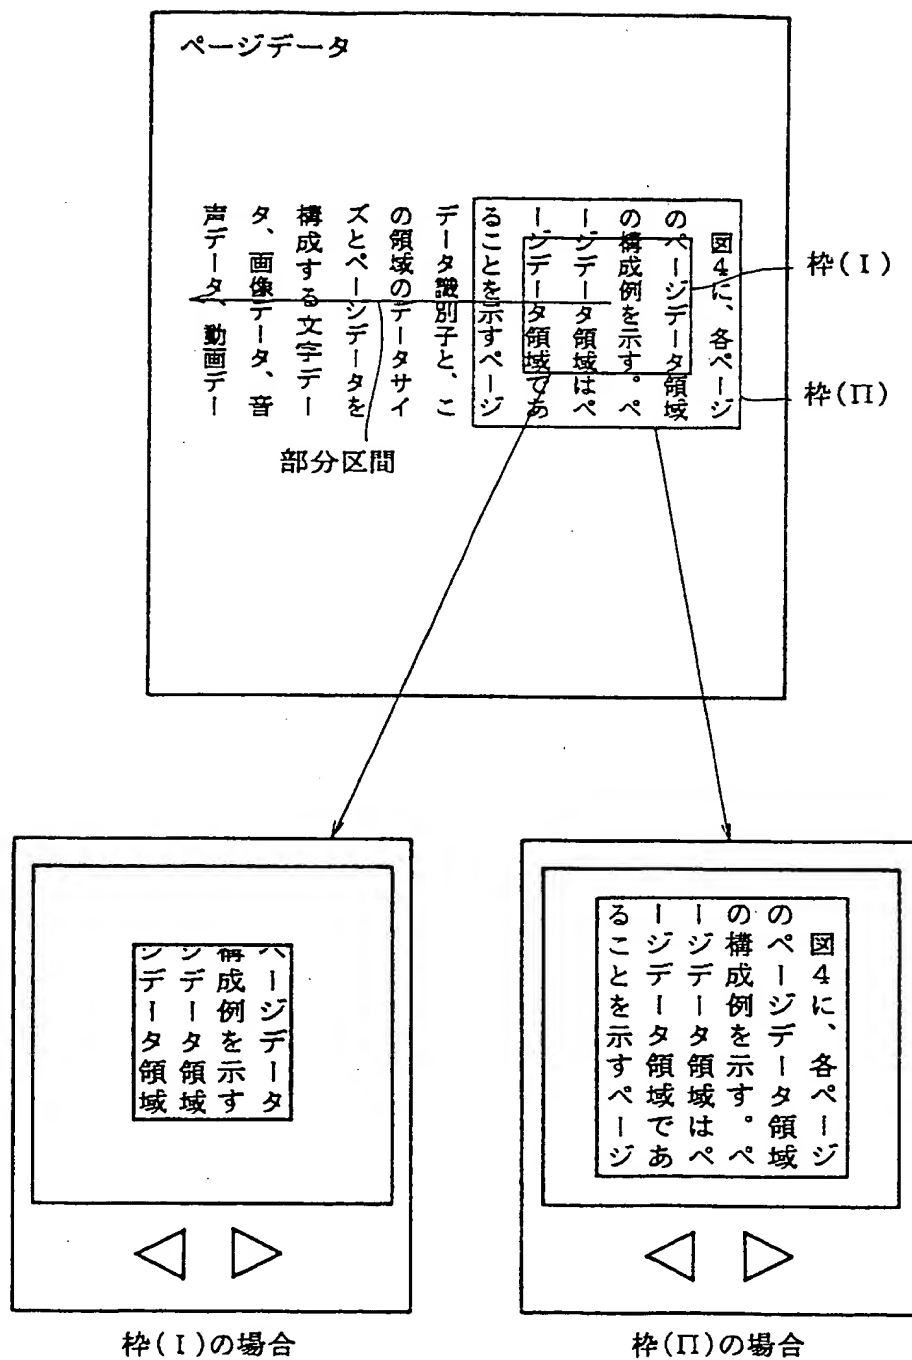 ページデータ
図4に、各ページ
のページデータ領域
の構成例を示す。ペ
ージデータ領域はペ
ージデータ領域であ
ることを示すページ
データ識別子と、こ
の領域のデータサイ
ズとページデータを
構成する文字デー
タ、画像データ、音
声データ、動画デー
枠(I)
枠(II)
部分区間
ページデータ
構成例を示す
ジデータ領域
ジデータ領域
枠(I)の場合
図4に、各ページ
のページデータ領域
の構成例を示す。ペ
ージデータ領域はペ
ージデータ領域であ
ることを示すページ
枠(II)の場合